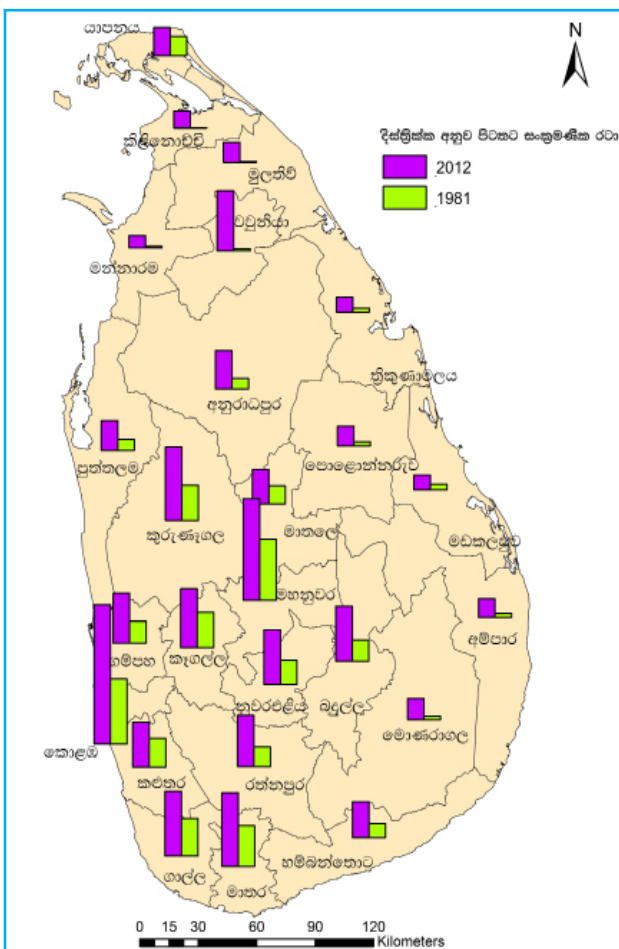 යාපනය
N
දිස්ත්‍රික්ක අනුව පිටතට සංක්‍රමණික රටා
2012
1981
කිලිනොච්චි
මුලතිව්
වවුනියා
මන්නාරම
ත්‍රිකුණාමලය
අනුරාධපුර
පුත්තලම
පොළොන්නරුව
කුරුණෑගල
මාතලෙ
මඩකලපුව
මහනුවර
අම්පාර
ගම්පහ
කෑගල්ල
නුවරඑළිය
බදුල්ල
මොණරාගල
කොළඹ
කළුතර
රත්නපුර
හම්බන්තොට
ගාල්ල
මාතර
0 15 30 60 90 120
Kilometers